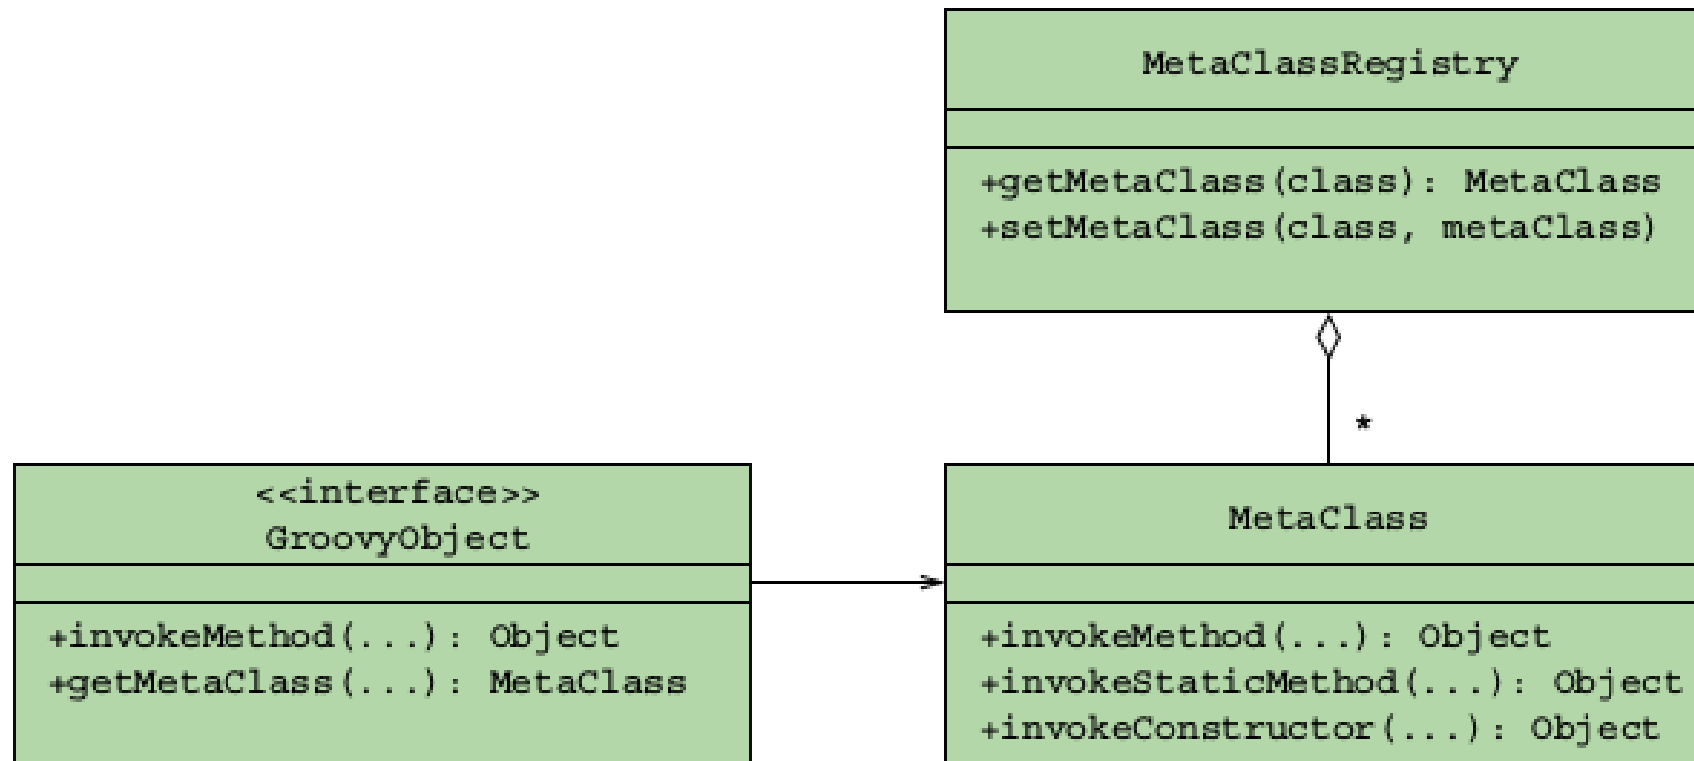 MetaClassRegistry
+getMetaClass(class): MetaClass
+setMetaClass(class, metaClass)
*
<<interface>>
GroovyObject
+invokeMethod(...): Object
+getMetaClass(...): MetaClass
MetaClass
+invokeMethod(...): Object
+invokeStaticMethod(...): Object
+invokeConstructor(...): Object